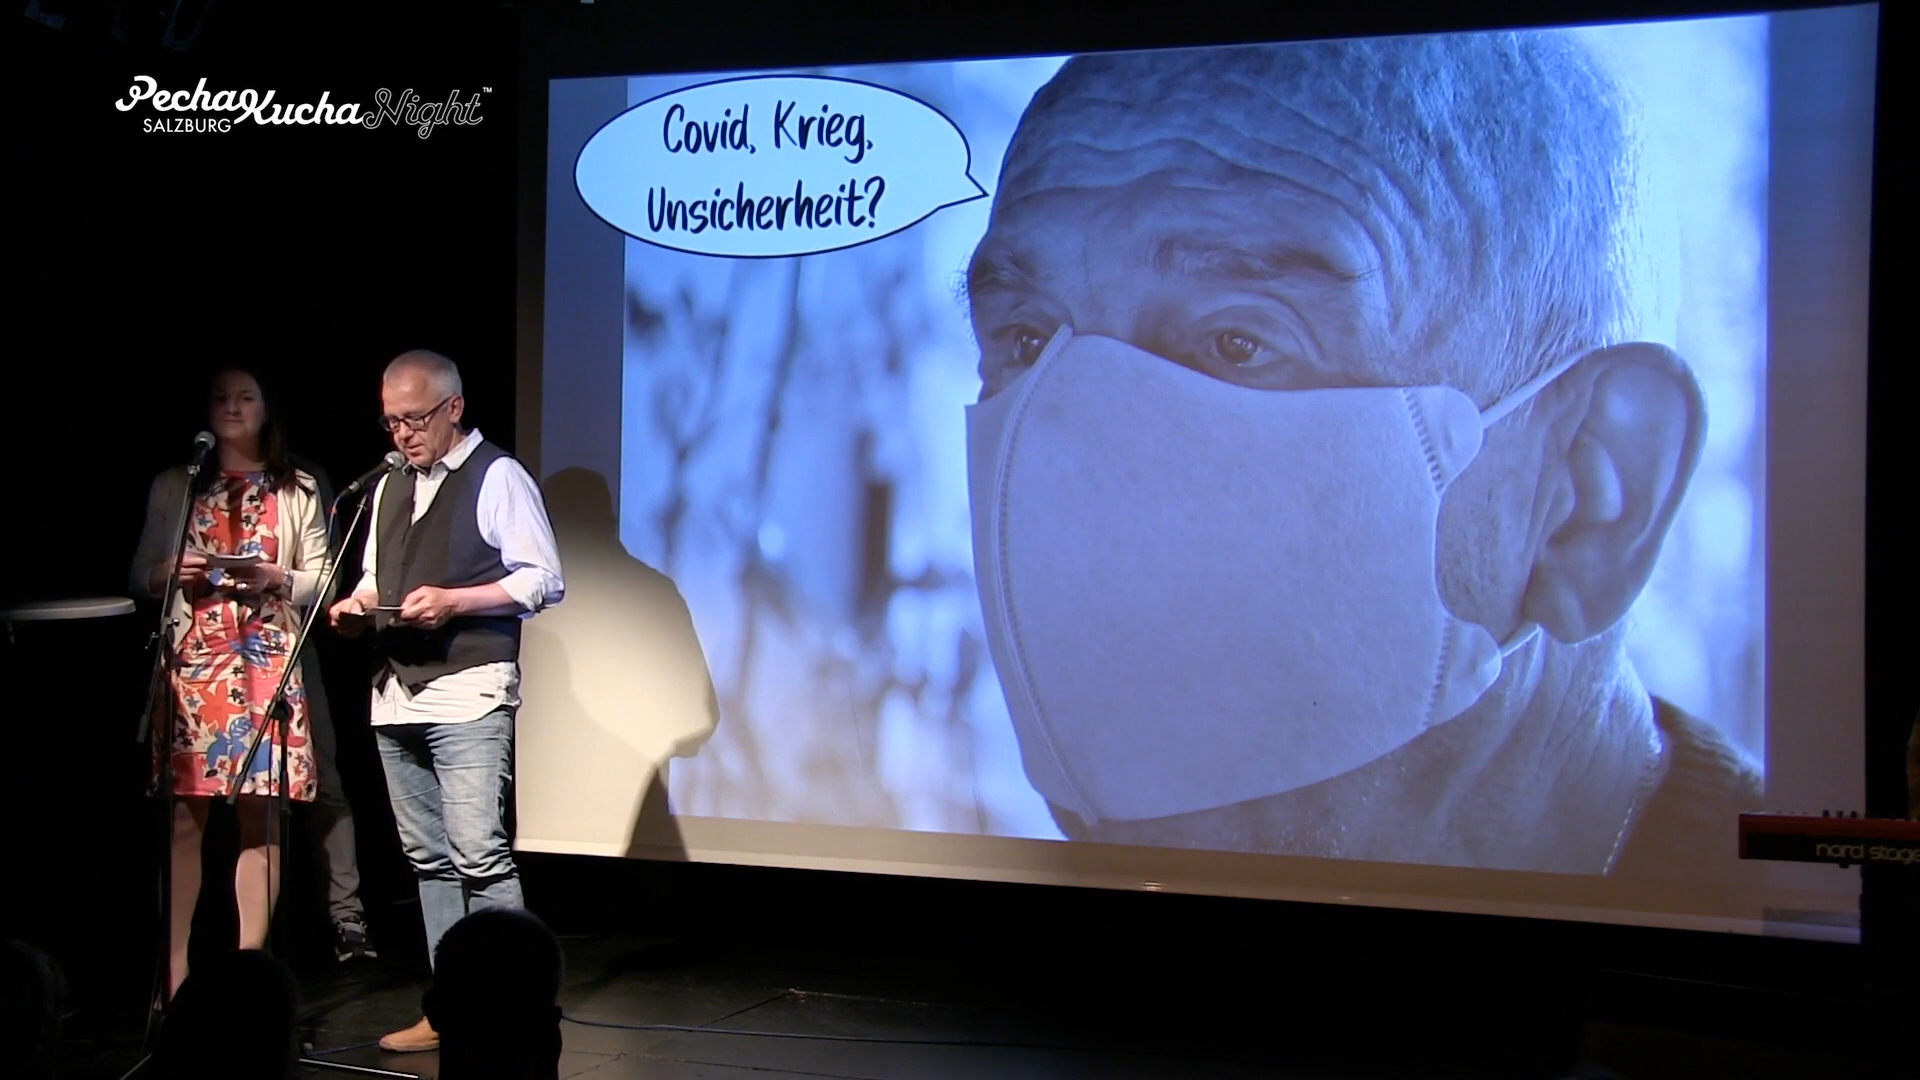 PechaKucha Night™
SALZBURG
Covid, Krieg,
Unsicherheit?
nord stage